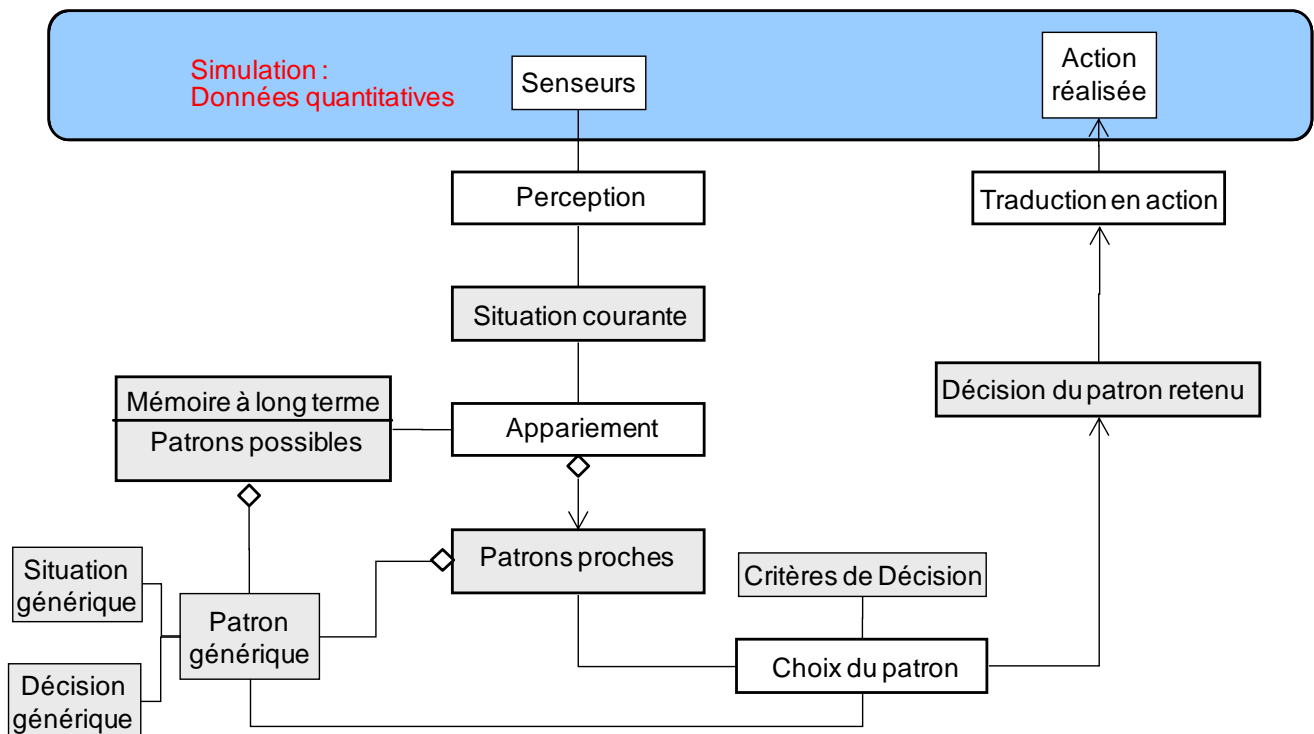 Simulation :
Données quantitatives
Senseurs
Action
réalisée
Perception
Traduction en action
Situation courante
Mémoire à long terme
Patrons possibles
Appariement
Décision du patron retenu
Patrons proches
Critères de Décision
Situation
générique
Patron
générique
Décision
générique
Choix du patron